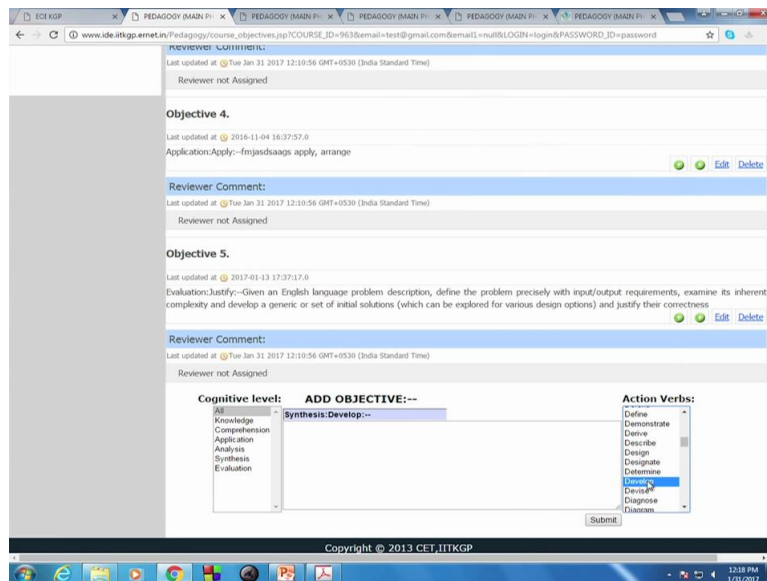 ECI KGP
PEDAGOGY (MAIN P
PEDAGOGY (MAIN P
PEDAGOGY (MAIN P
PEDAGOGY (MAIN P
PEDAGOGY (MAIN P
www.ide.iitkgp.ernet.in/Pedagogy/course_objectives.jsp?COURSE_ID=963&email=test@gmail.com&email1=null&LOGIN=login&PASSWORD_ID=password
Reviewer Comment:
Last updated at Tue Jan 31 2017 12:10:56 GMT+0530 (India Standard Time)
Reviewer not Assigned
Objective 4.
Last updated at 2016-11-04 16:37:57.0
Application:Apply:--fmjasdsaags apply, arrange
Edit Delete
Reviewer Comment:
Last updated at Tue Jan 31 2017 12:10:56 GMT+0530 (India Standard Time)
Reviewer not Assigned
Objective 5.
Last updated at 2017-01-13 17:37:17.0
Evaluation:Justify:--Given an English language problem description, define the problem precisely with input/output requirements, examine its inherent
complexity and develop a generic or set of initial solutions (which can be explored for various design options) and justify their correctness
Edit Delete
Reviewer Comment:
Last updated at Tue Jan 31 2017 12:10:56 GMT+0530 (India Standard Time)
Reviewer not Assigned
Cognitive level: ADD OBJECTIVE:-- Action Verbs:
All
Knowledge
Comprehension
Application
Analysis
Synthesis
Evaluation
Synthesis:Develop:--
Define
Demonstrate
Derive
Describe
Design
Designate
Determine
Develop
Devise
Diagnose
Diagram
Submit
Copyright © 2013 CET,IITKGP
12:18 PM
1/31/2017